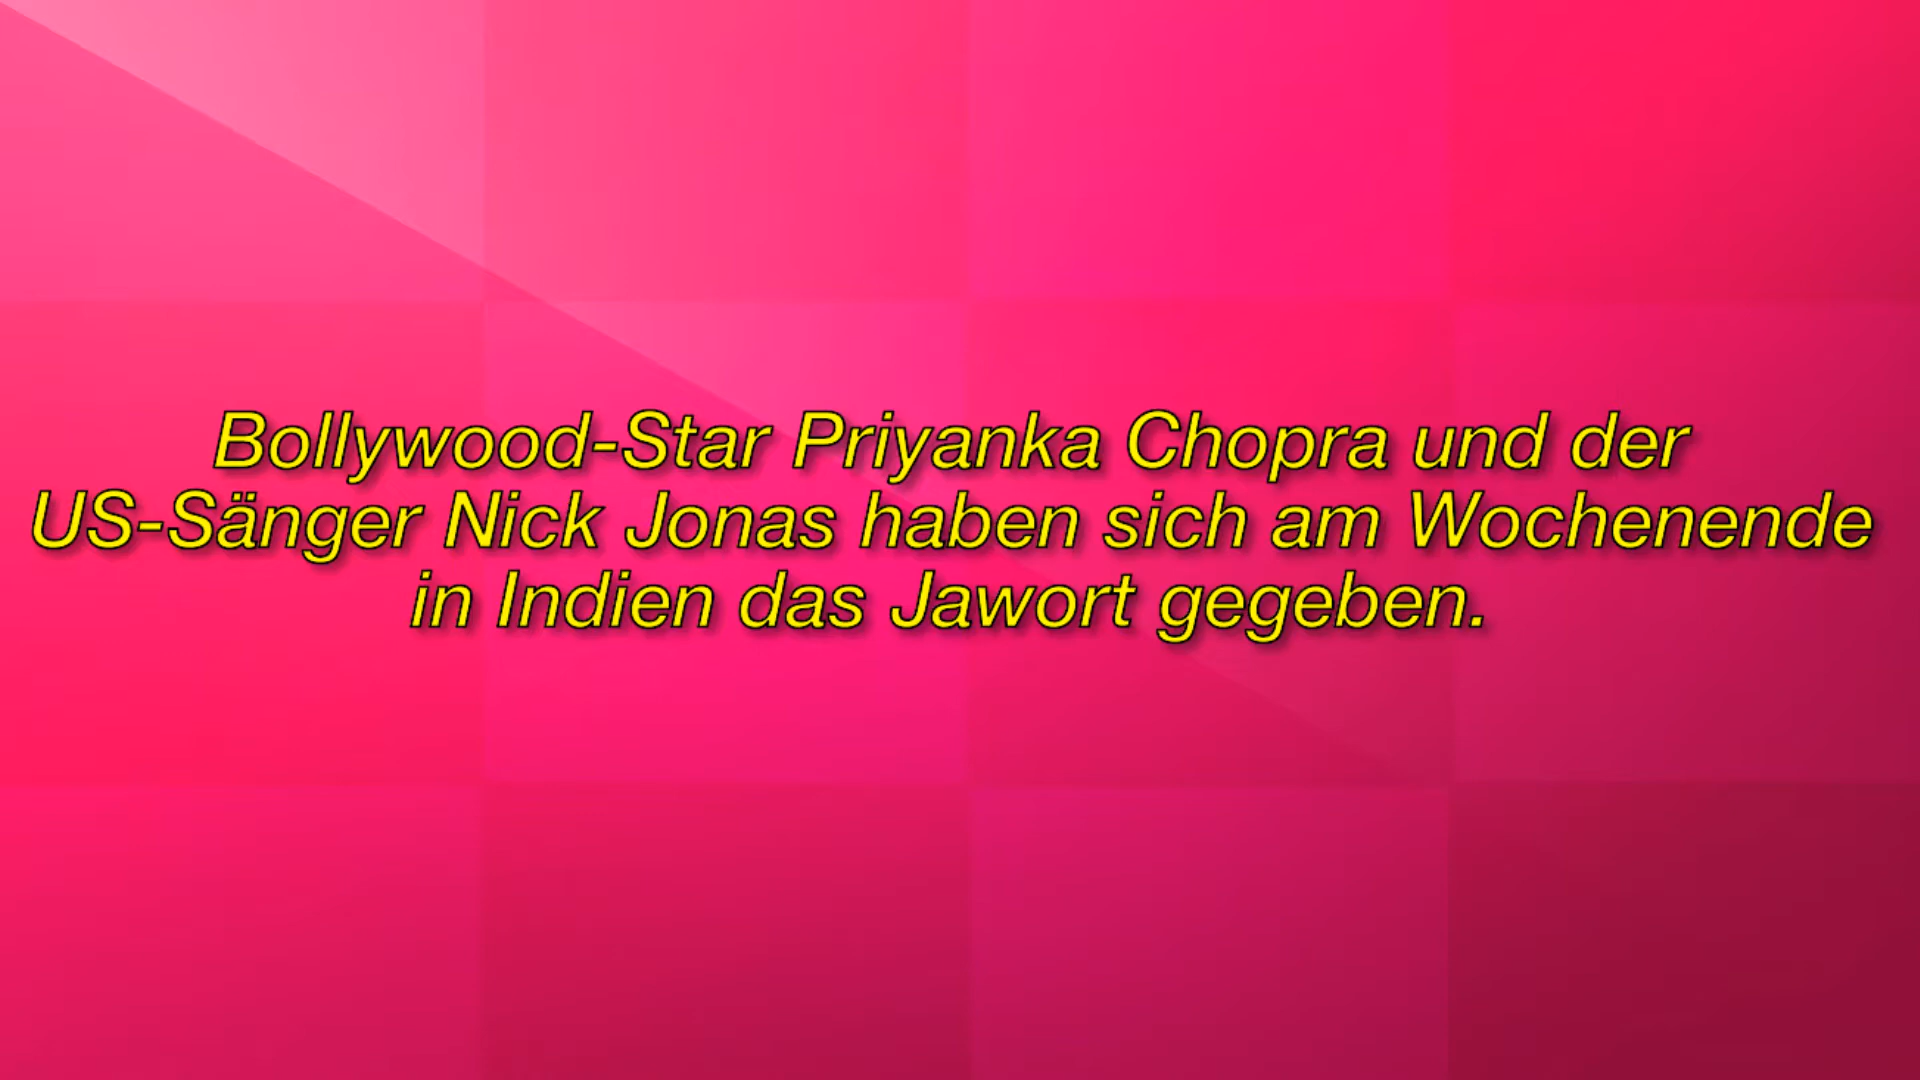 Bollywood-Star Priyanka Chopra und der
US-Sänger Nick Jonas haben sich am Wochenende
in Indien das Jawort gegeben.